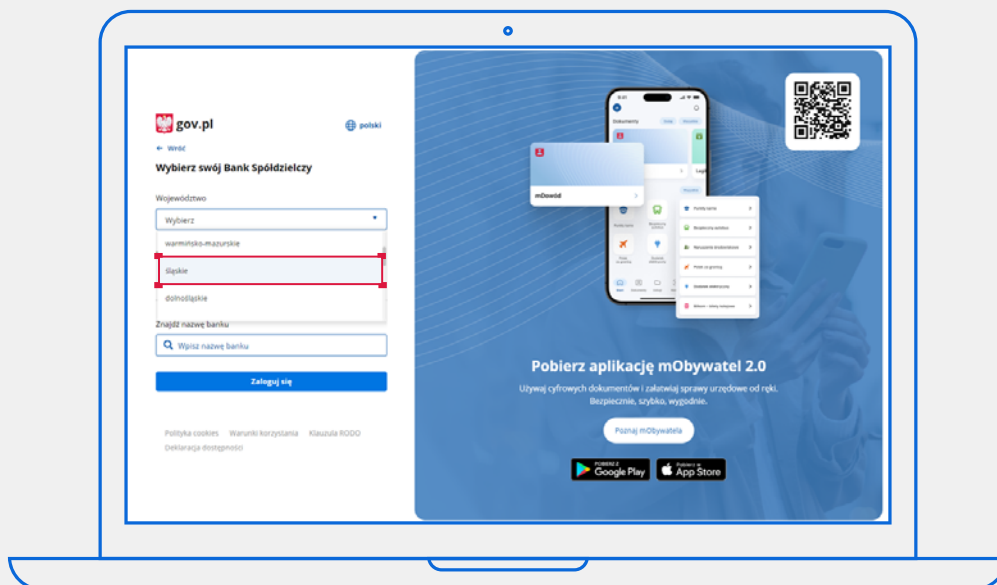 gov.pl
polski
← Wróć
Wybierz swój Bank Spółdzielczy
Województwo
Wybierz
warmińsko-mazurskie
śląskie
dolnośląskie
Znajdź nazwę banku
Wpisz nazwę banku
Zaloguj się
Polityka cookies Warunki korzystania Klauzula RODO
Deklaracja dostępności
9:41
Dokumenty
mDowód
Pobierz aplikację mObywatel 2.0
Używaj cyfrowych dokumentów i załatwiaj sprawy urzędowe od ręki.
Bezpiecznie, szybko, wygodnie.
Poznaj mObywatela
POBIERZ Z
Google Play
Pobierz w
App Store